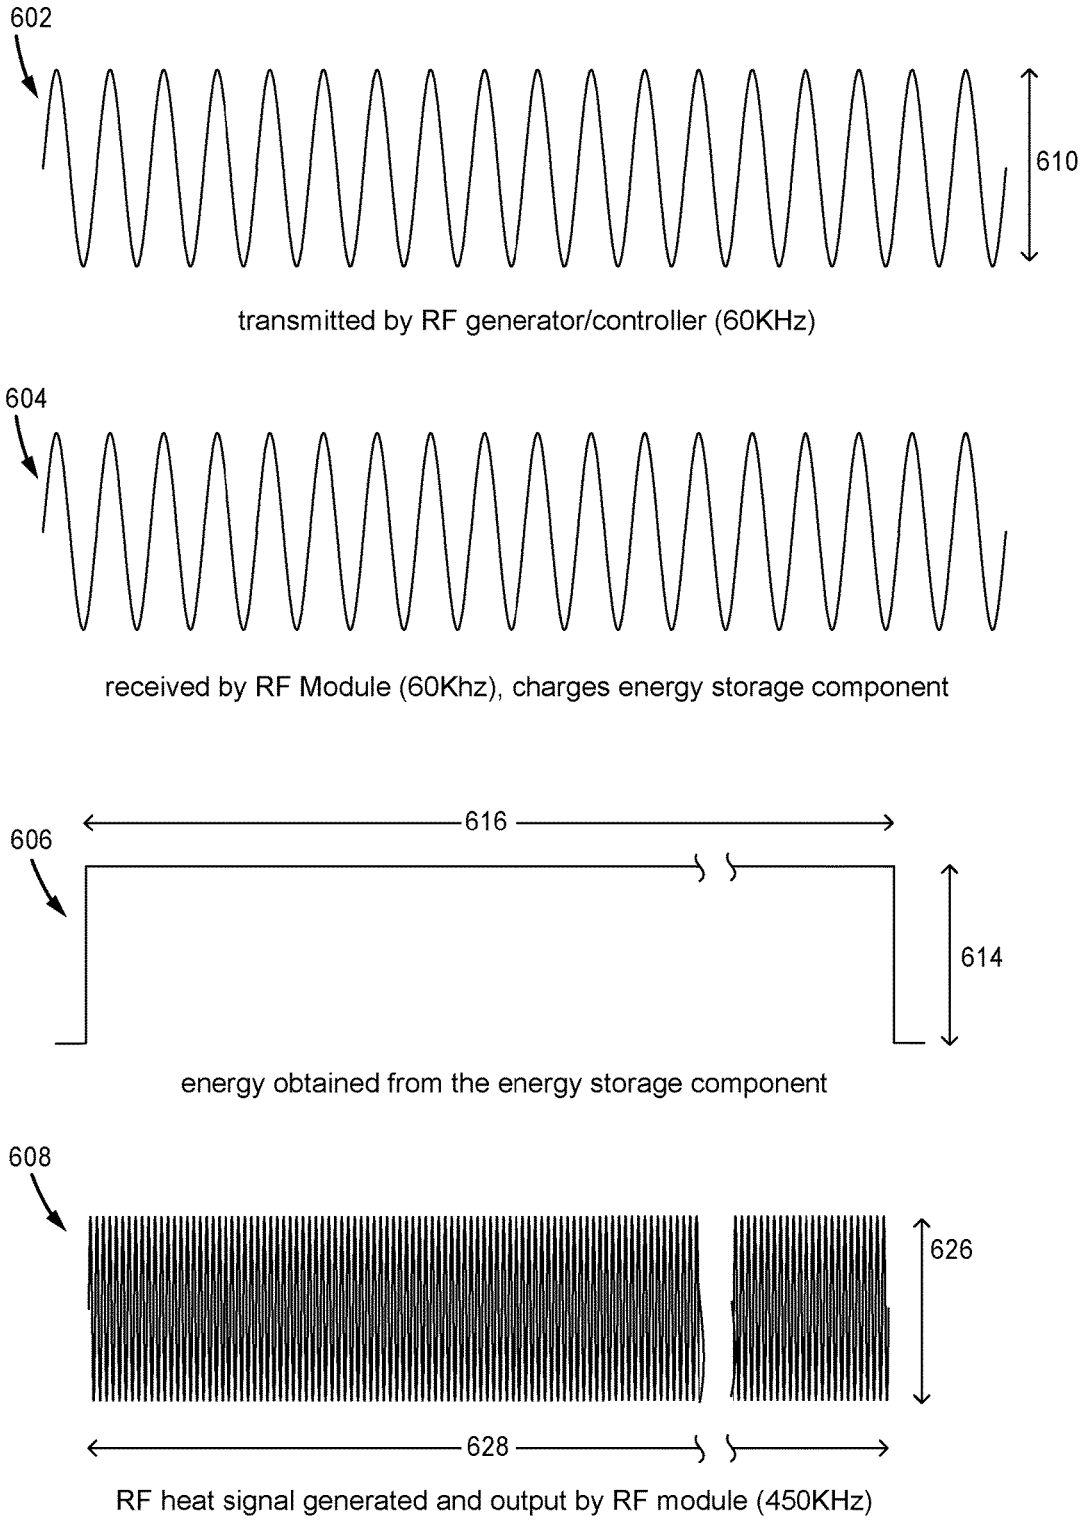 602
610
transmitted by RF generator/controller (60KHz)
604
received by RF Module (60Khz), charges energy storage component
616
606
614
energy obtained from the energy storage component
608
626
628
RF heat signal generated and output by RF module (450KHz)